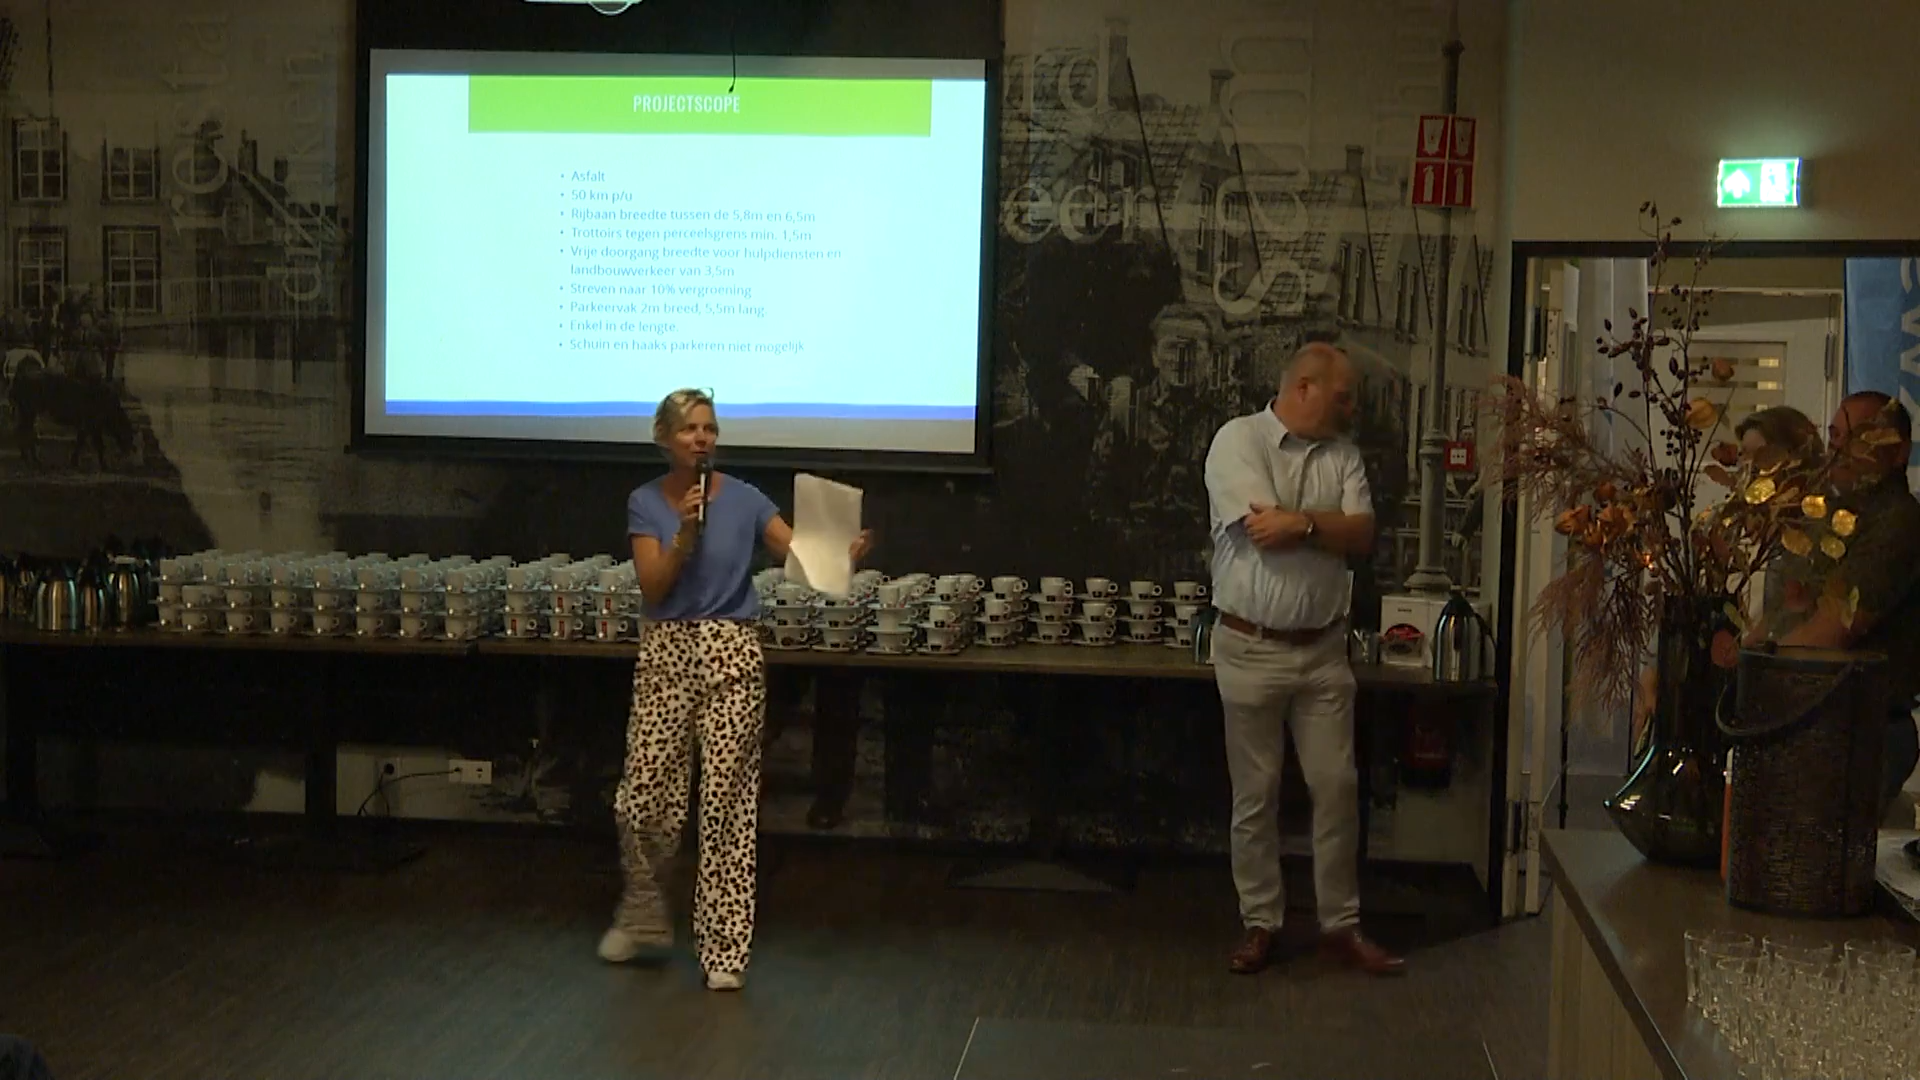 PROJECTSCOPE
• Asfalt
• 50 km p/u
• Rijbaan breedte tussen de 5,8m en 6,5m
• Trottoirs tegen perceelsgrens min. 1,5m
• Vrije doorgang breedte voor hulpdiensten en
landbouwverkeer van 3,5m
• Streven naar 10% vergroening
• Parkeervak 2m breed, 5,5m lang
• Enkel in de lengte.
• Schuin en haaks parkeren niet mogelijk